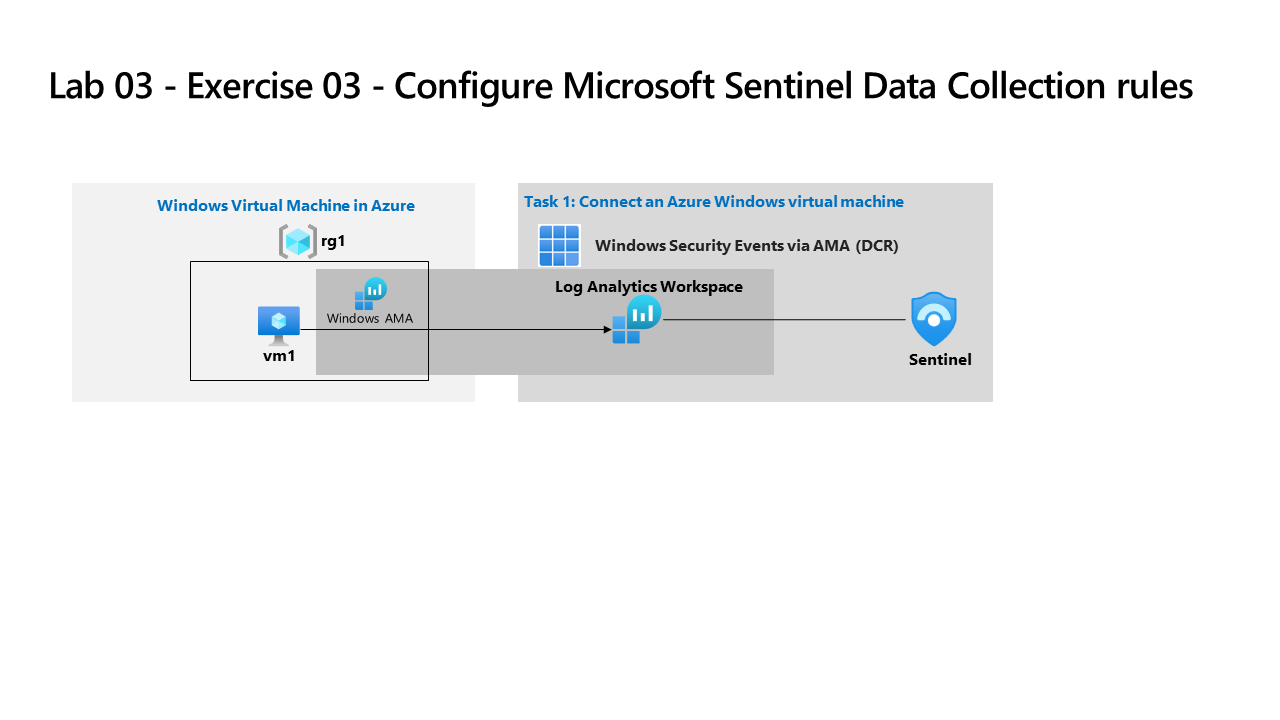 Lab 03 - Exercise 03 - Configure Microsoft Sentinel Data Collection rules
Windows Virtual Machine in Azure
rg1
Windows AMA
vm1
Task 1: Connect an Azure Windows virtual machine
Windows Security Events via AMA (DCR)
Log Analytics Workspace
Sentinel